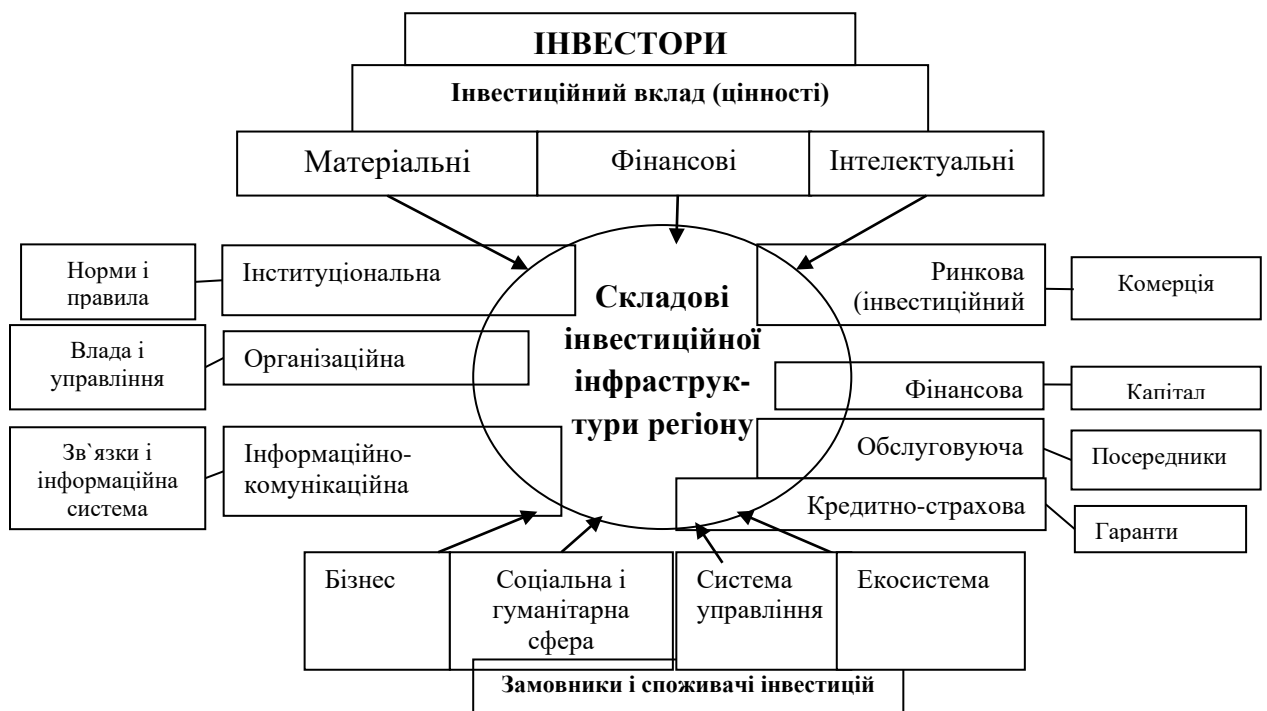 ІНВЕСТОРИ
Інвестиційний вклад (цінності)
Матеріальні
Фінансові
Інтелектуальні
Норми і
правила
Інституціональна
Влада і
управління
Організаційна
Зв`язки і
інформаційна
система
Інформаційно-
комунікаційна
Складові
інвестиційної
інфраструк-
тури регіону
Ринкова
(інвестиційний
Комерція
Фінансова
Капітал
Обслуговуюча
Посередники
Кредитно-страхова
Гаранти
Бізнес
Соціальна і
гуманітарна
сфера
Система
управління
Екосистема
Замовники і споживачі інвестицій